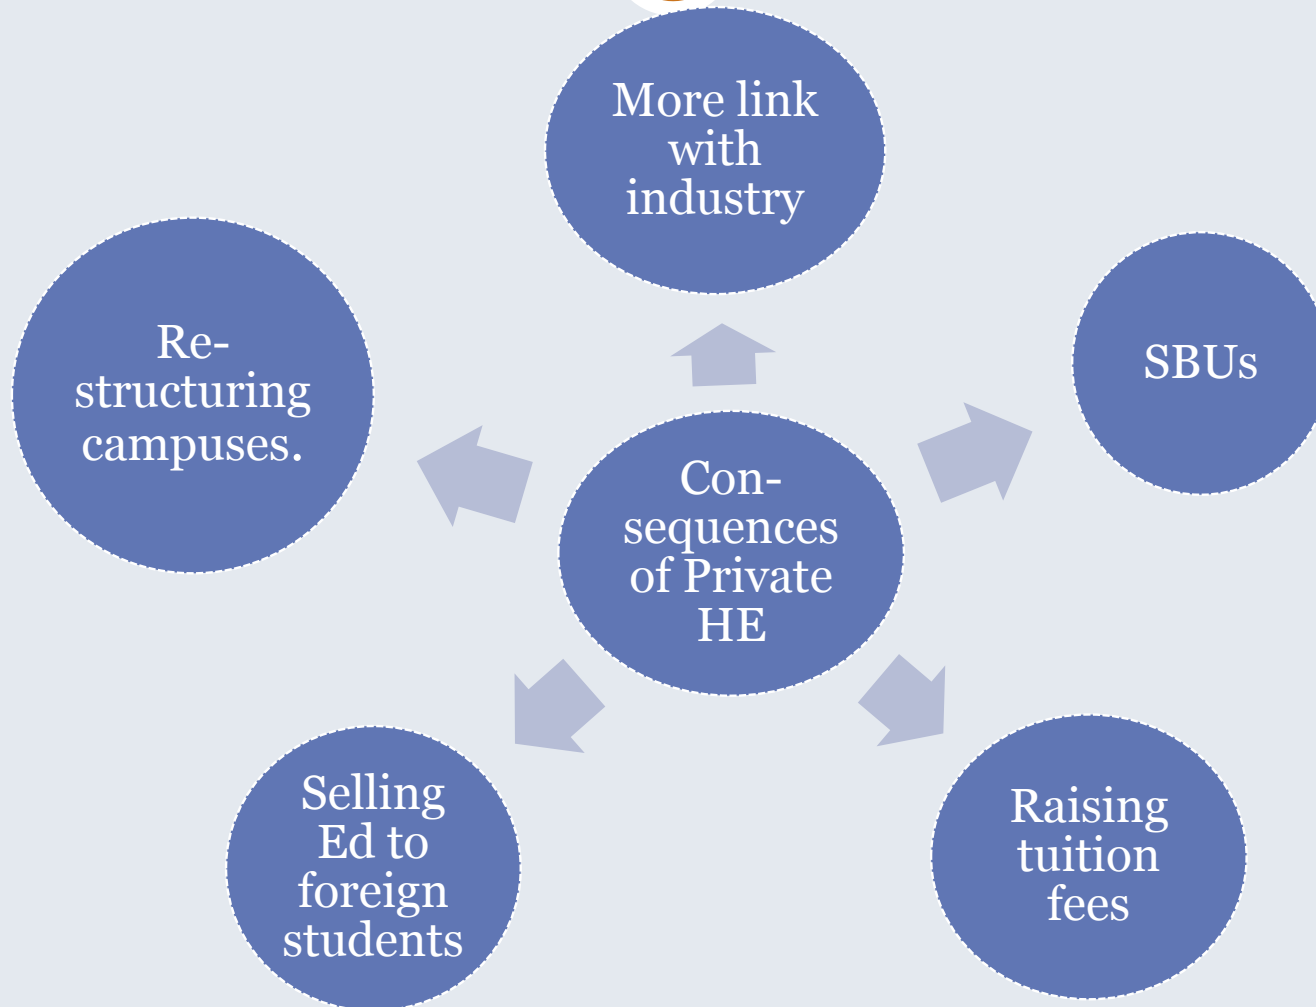 More link
with
industry
SBUs
Re-
structuring
campuses.
Con-
sequences
of Private
HE
Selling
Ed to
foreign
students
Raising
tuition
fees